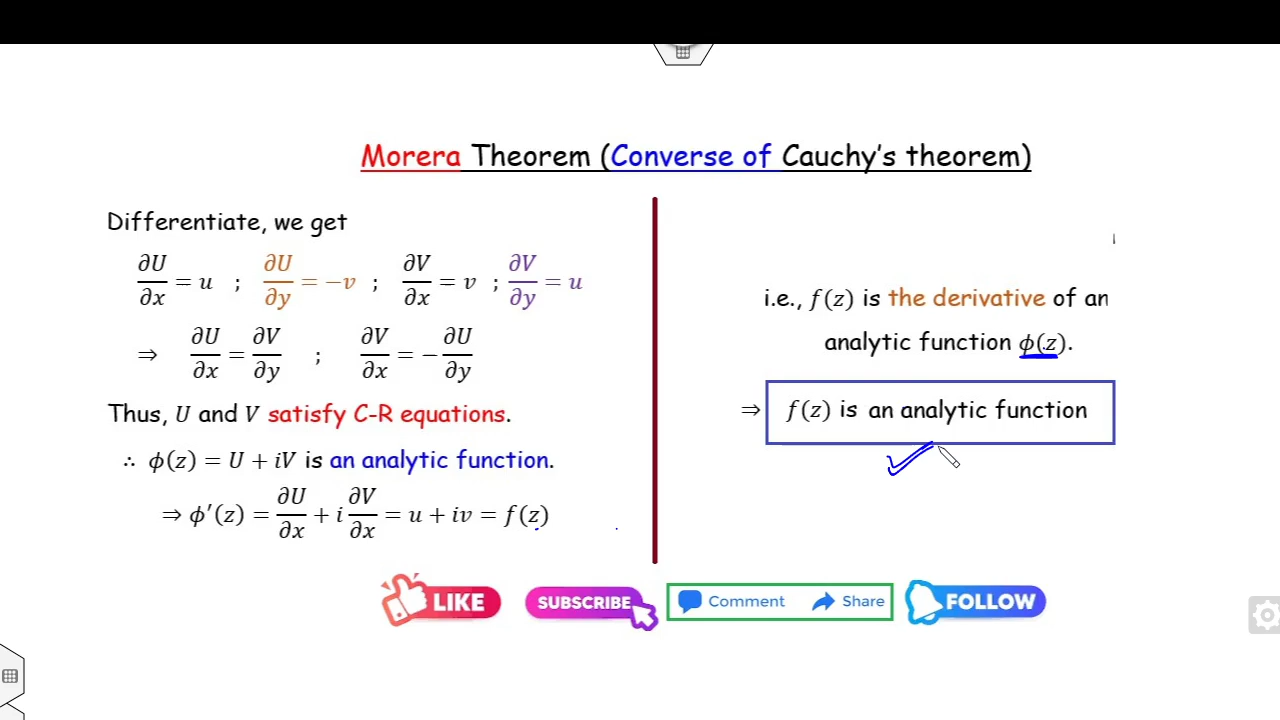 Morera Theorem (Converse of Cauchy's theorem)
Differentiate, we get
∂U/∂x = u ; ∂U/∂y = −v ; ∂V/∂x = v ; ∂V/∂y = u
⇒ ∂U/∂x = ∂V/∂y ; ∂V/∂x = −∂U/∂y
Thus, U and V satisfy C-R equations.
∴ ϕ(z) = U + iV is an analytic function.
⇒ ϕ′(z) = ∂U/∂x + i ∂V/∂x = u + iv = f(z)
i.e., f(z) is the derivative of an
analytic function ϕ(z).
⇒ f(z) is an analytic function
LIKE
SUBSCRIBE
Comment Share
FOLLOW